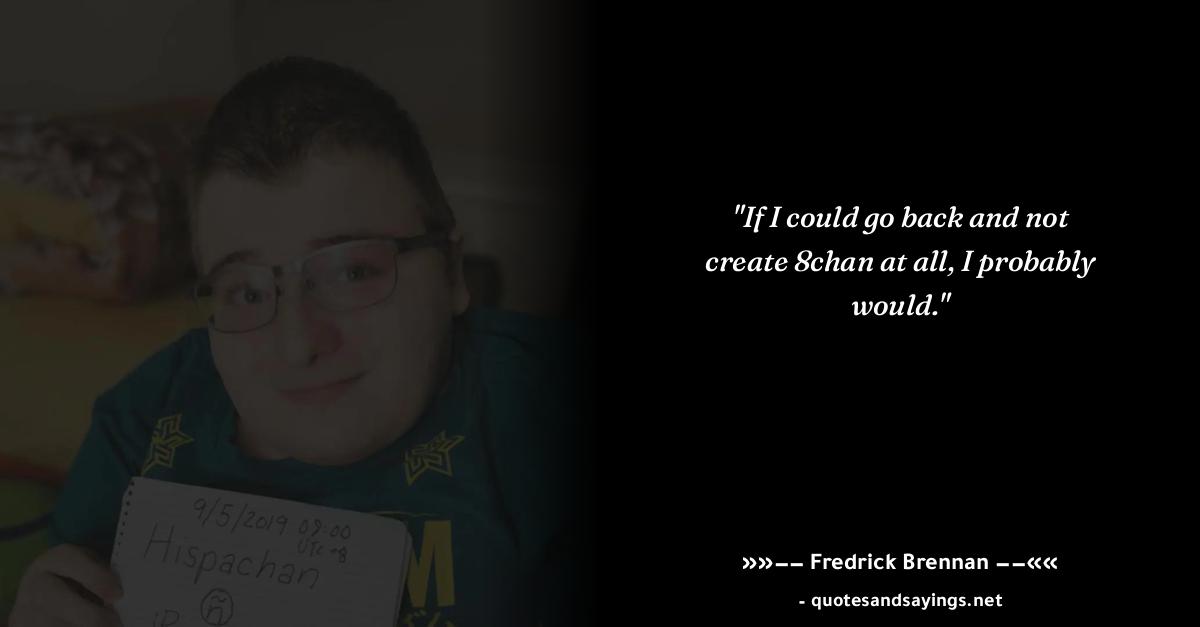 "If I could go back and not
create 8chan at all, I probably
would."
9/5/2019 09:00
UTC +8
Hispachan
ñ
M
»»−− Fredrick Brennan −−««
- quotesandsayings.net